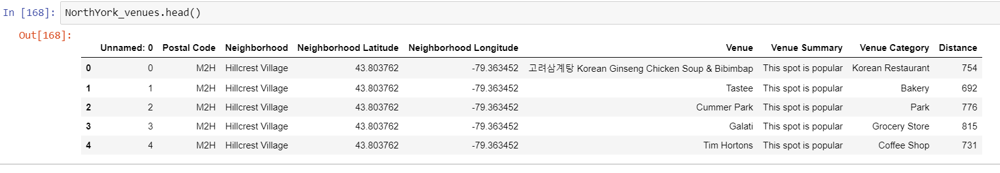 In [168]: NorthYork_venues.head()
Out[168]:
Unnamed: 0 Postal Code Neighborhood Neighborhood Latitude Neighborhood Longitude Venue Venue Summary Venue Category Distance
0 0 M2H Hillcrest Village 43.803762 -79.363452 고려삼계탕 Korean Ginseng Chicken Soup & Bibimbap This spot is popular Korean Restaurant 754
1 1 M2H Hillcrest Village 43.803762 -79.363452 Tastee This spot is popular Bakery 692
2 2 M2H Hillcrest Village 43.803762 -79.363452 Cummer Park This spot is popular Park 776
3 3 M2H Hillcrest Village 43.803762 -79.363452 Galati This spot is popular Grocery Store 815
4 4 M2H Hillcrest Village 43.803762 -79.363452 Tim Hortons This spot is popular Coffee Shop 731